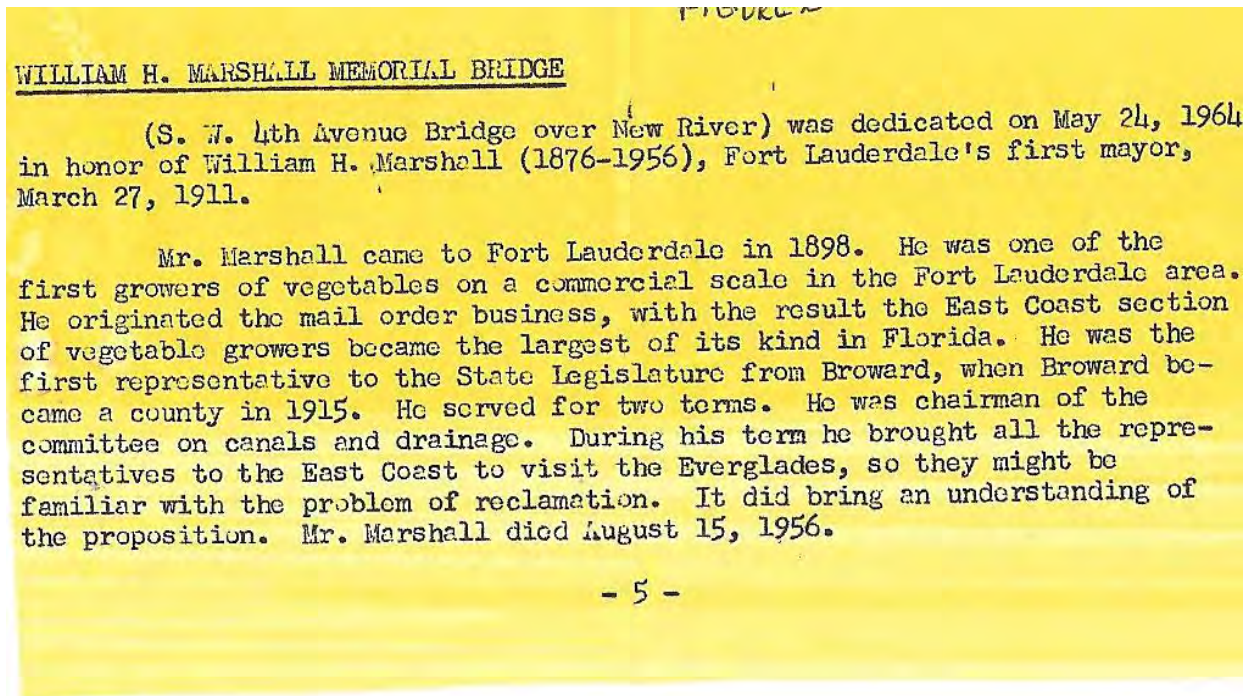 FIGURE 2
WILLIAM H. MARSHALL MEMORIAL BRIDGE
(S. W. 4th Avenue Bridge over New River) was dedicated on May 24, 1964
in honor of William H. Marshall (1876-1956), Fort Lauderdale's first mayor,
March 27, 1911.
Mr. Marshall came to Fort Lauderdale in 1898. He was one of the
first growers of vegetables on a commercial scale in the Fort Lauderdale area.
He originated the mail order business, with the result the East Coast section
of vegetable growers became the largest of its kind in Florida. He was the
first representative to the State Legislature from Broward, when Broward be-
came a county in 1915. He served for two terms. He was chairman of the
committee on canals and drainage. During his term he brought all the repre-
sentatives to the East Coast to visit the Everglades, so they might be
familiar with the problem of reclamation. It did bring an understanding of
the proposition. Mr. Marshall died August 15, 1956.
- 5 -